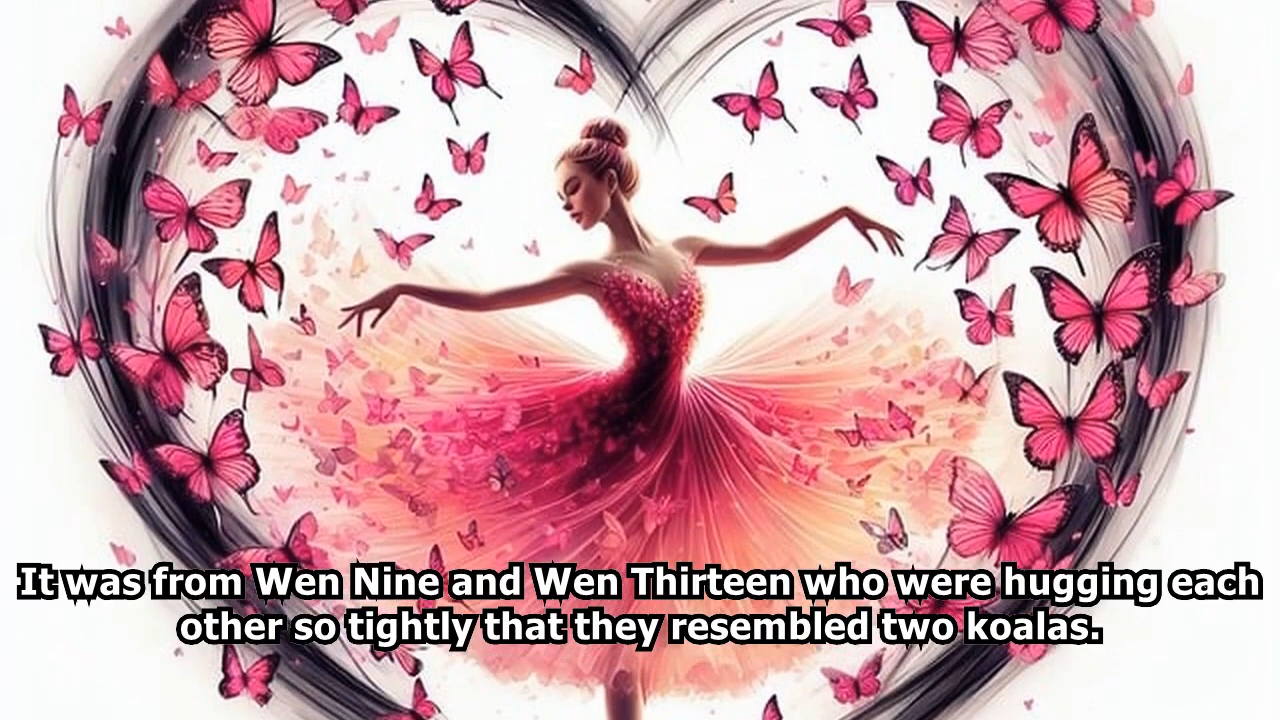 It was from Wen Nine and Wen Thirteen who were hugging each
other so tightly that they resembled two koalas.